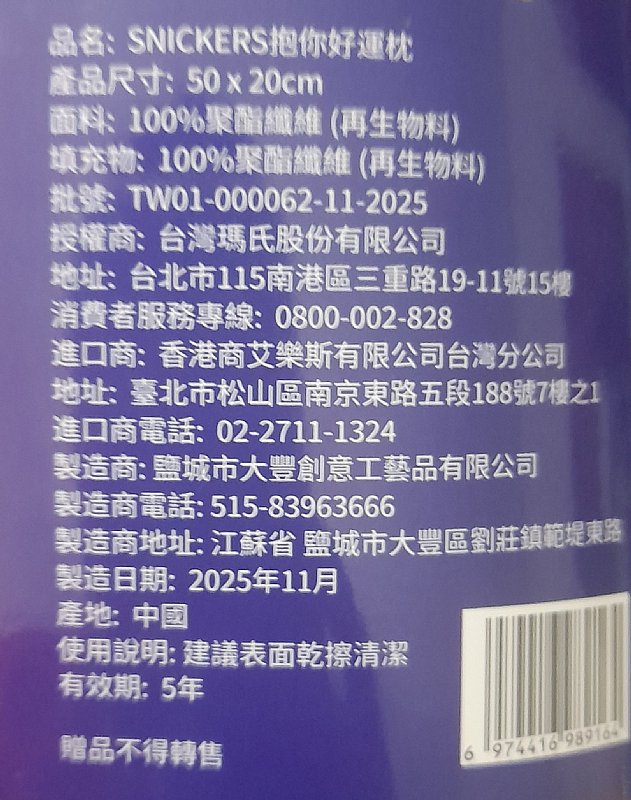 品名: SNICKERS抱你好運枕
產品尺寸: 50 x 20cm
面料: 100%聚酯纖維 (再生物料)
填充物: 100%聚酯纖維 (再生物料)
批號: TW01-000062-11-2025
授權商: 台灣瑪氏股份有限公司
地址: 台北市115南港區三重路19-11號15樓
消費者服務專線: 0800-002-828
進口商: 香港商艾樂斯有限公司台灣分公司
地址: 臺北市松山區南京東路五段188號7樓之1
進口商電話: 02-2711-1324
製造商: 鹽城市大豐創意工藝品有限公司
製造商電話: 515-83963666
製造商地址: 江蘇省 鹽城市大豐區劉莊鎮範堤東路
製造日期: 2025年11月
產地: 中國
使用說明: 建議表面乾擦清潔
有效期: 5年
贈品不得轉售
6 974416 989164